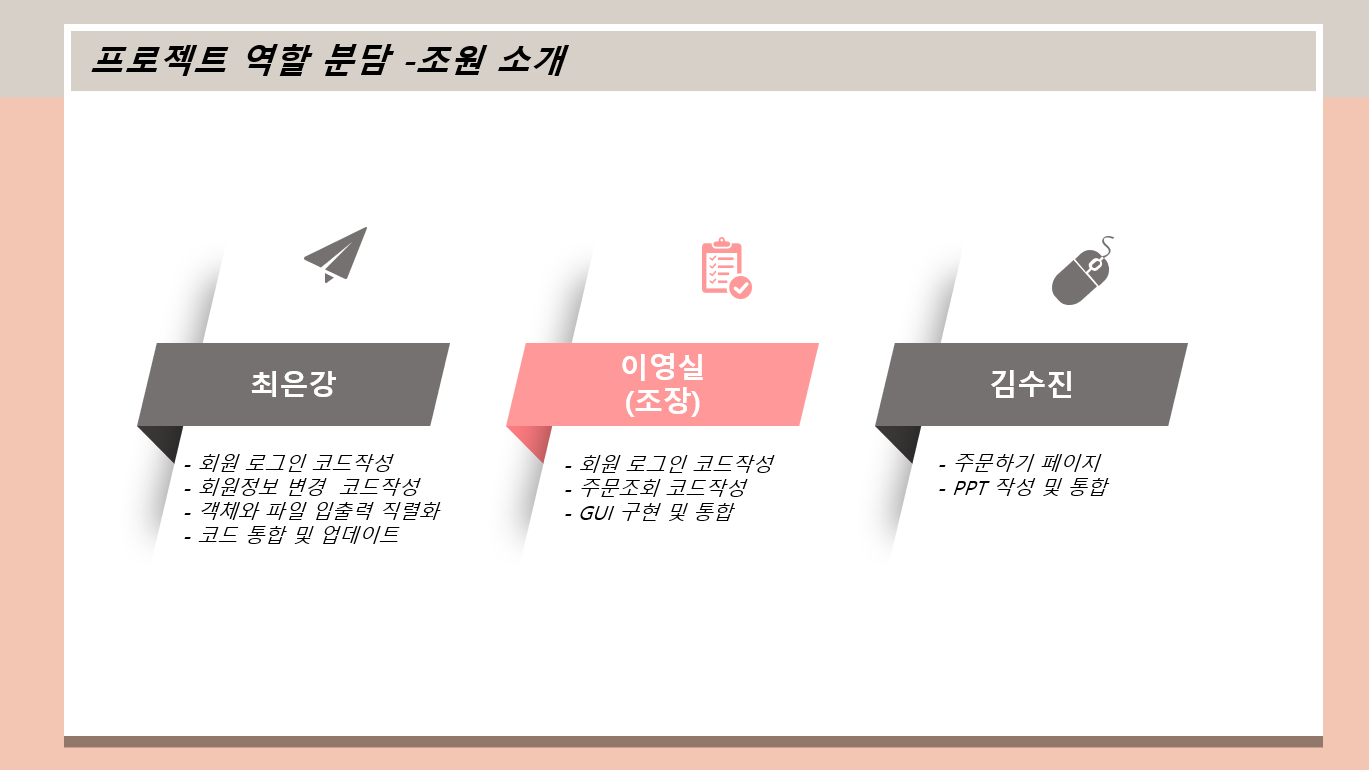 프로젝트 역할 분담 -조원 소개
최은강
- 회원 로그인 코드작성
- 회원정보 변경  코드작성
- 객체와 파일 입출력 직렬화
- 코드 통합 및 업데이트
이영실
(조장)
- 회원 로그인 코드작성
- 주문조회 코드작성
- GUI 구현 및 통합
김수진
- 주문하기 페이지
- PPT 작성 및 통합